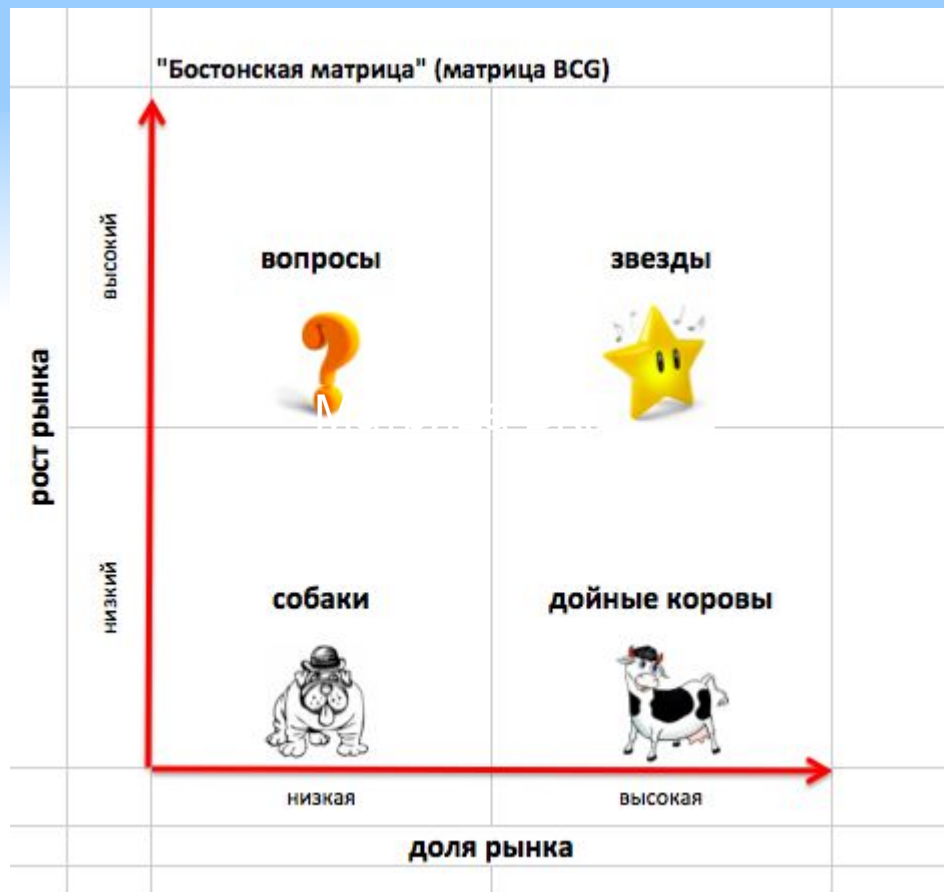 "Бостонская матрица" (матрица BCG)
высокий
вопросы
звезды
рост рынка
низкий
собаки
дойные коровы
низкая
высокая
доля рынка